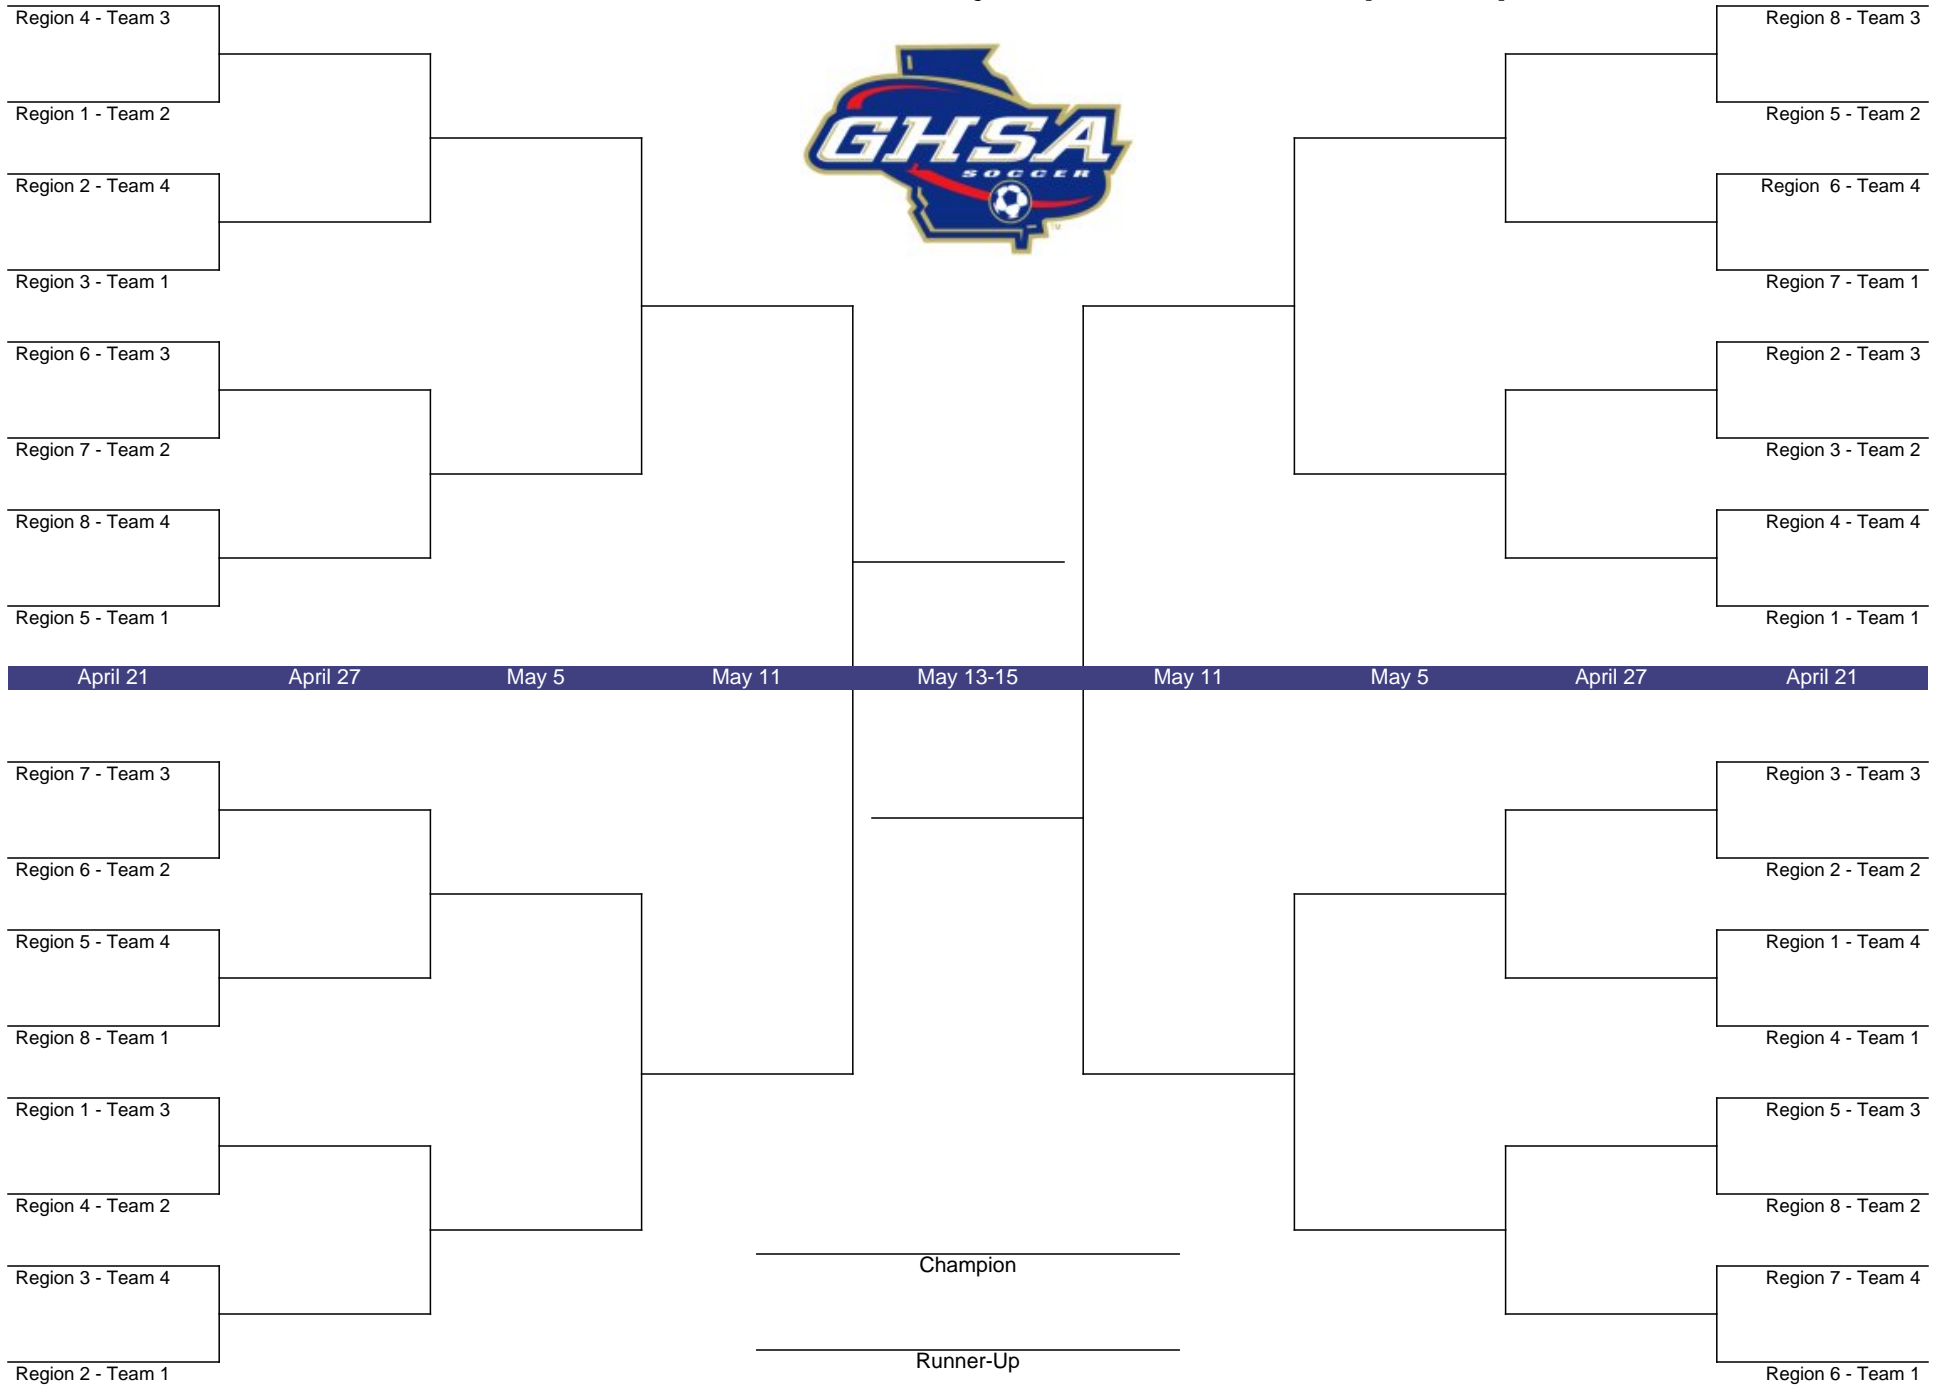 Region 4 - Team 3
Region 1 - Team 2
Region 2 - Team 4
Region 3 - Team 1
Region 6 - Team 3
Region 7 - Team 2
Region 8 - Team 4
Region 5 - Team 1
GHSA
SOCCER
TM
Region 8 - Team 3
Region 5 - Team 2
Region  6 - Team 4
Region 7 - Team 1
Region 2 - Team 3
Region 3 - Team 2
Region 4 - Team 4
Region 1 - Team 1
April 21 April 27 May 5 May 11 May 13-15 May 11 May 5 April 27 April 21
Region 7 - Team 3
Region 6 - Team 2
Region 5 - Team 4
Region 8 - Team 1
Region 1 - Team 3
Region 4 - Team 2
Region 3 - Team 4
Region 2 - Team 1
Champion
Runner-Up
Region 3 - Team 3
Region 2 - Team 2
Region 1 - Team 4
Region 4 - Team 1
Region 5 - Team 3
Region 8 - Team 2
Region 7 - Team 4
Region 6 - Team 1